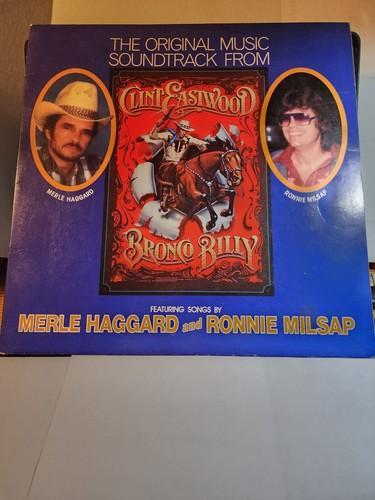 THE ORIGINAL MUSIC
SOUNDTRACK FROM
CLINT EASTWOOD
MERLE HAGGARD
RONNIE MILSAP
BRONCO BILLY
FEATURING SONGS BY
MERLE HAGGARD and RONNIE MILSAP